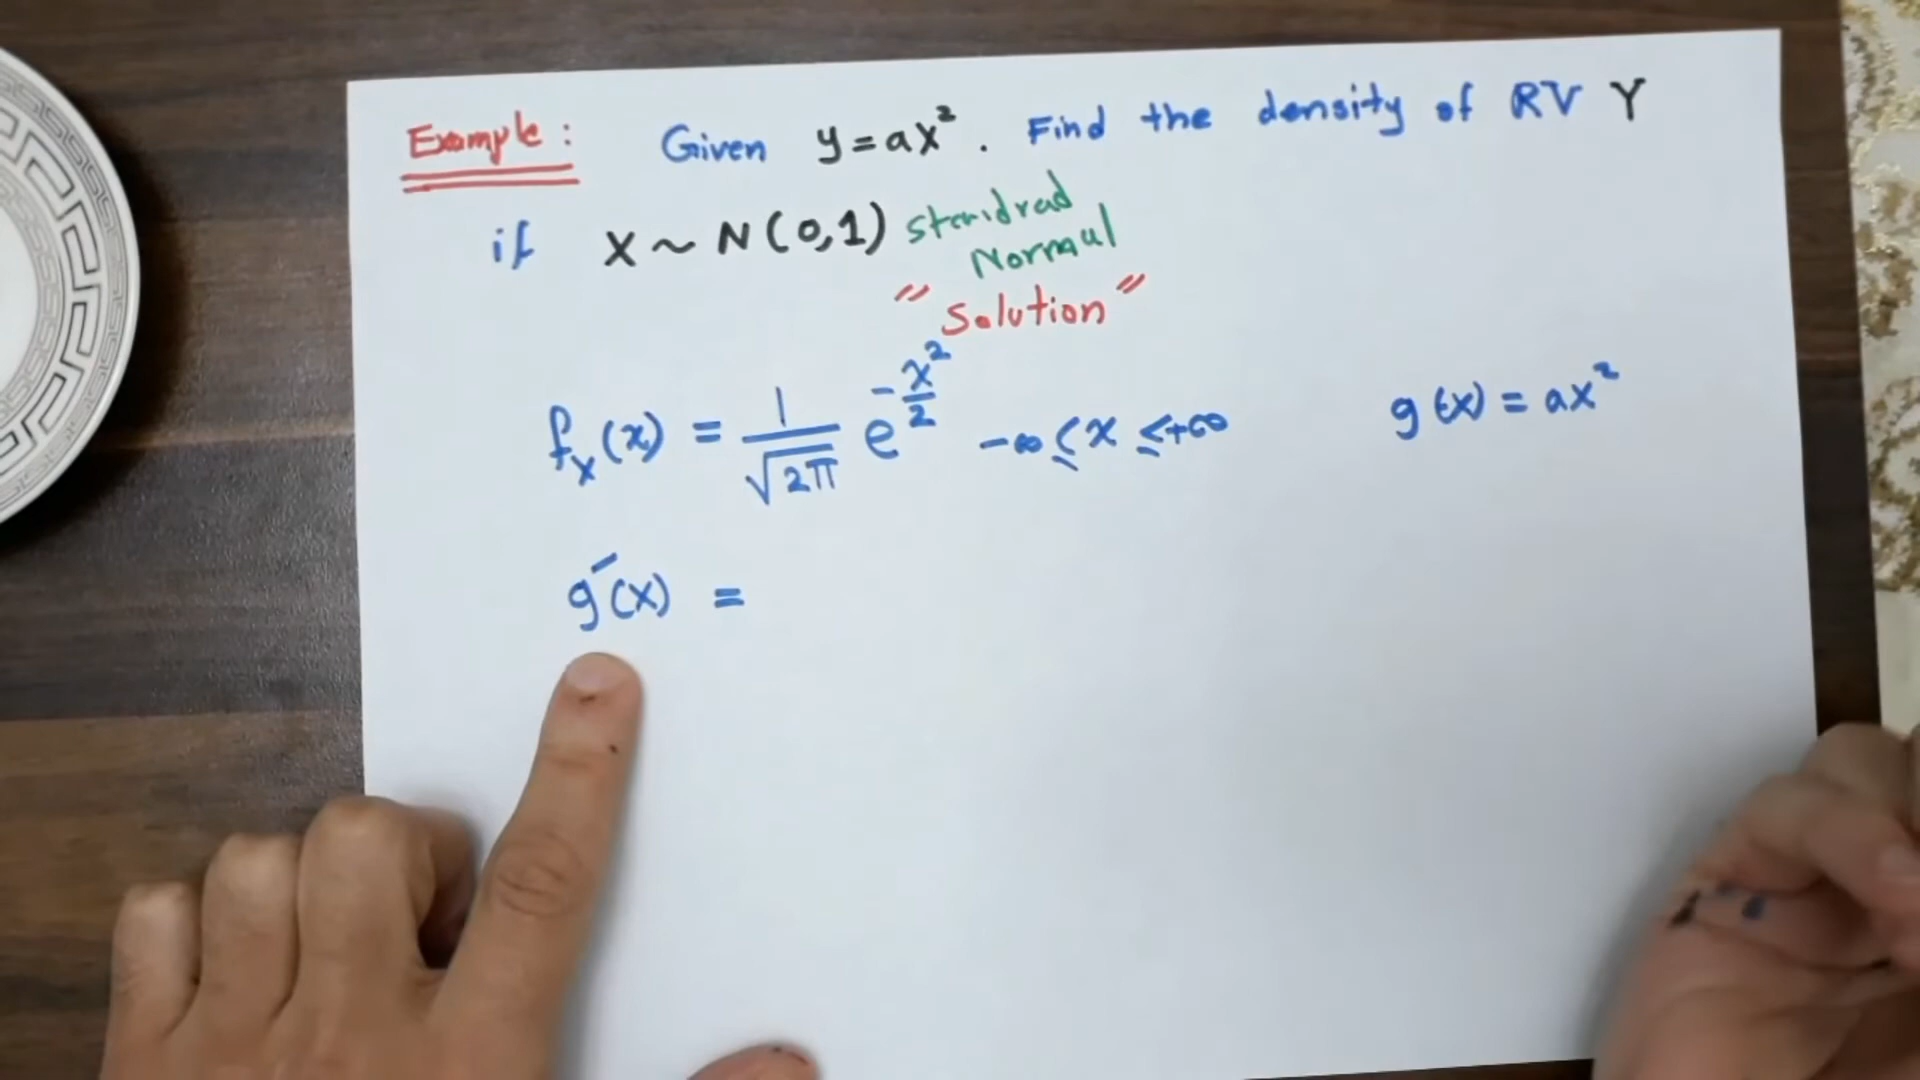 Example: Given y=ax². Find the density of RV Y
if X ~ N(0,1) standrad
Normal
"Solution"
fₓ(x) = 1/√2π e^(-x²/2) -∞ ≤ x ≤ +∞ g(x) = ax²
g'(x) =